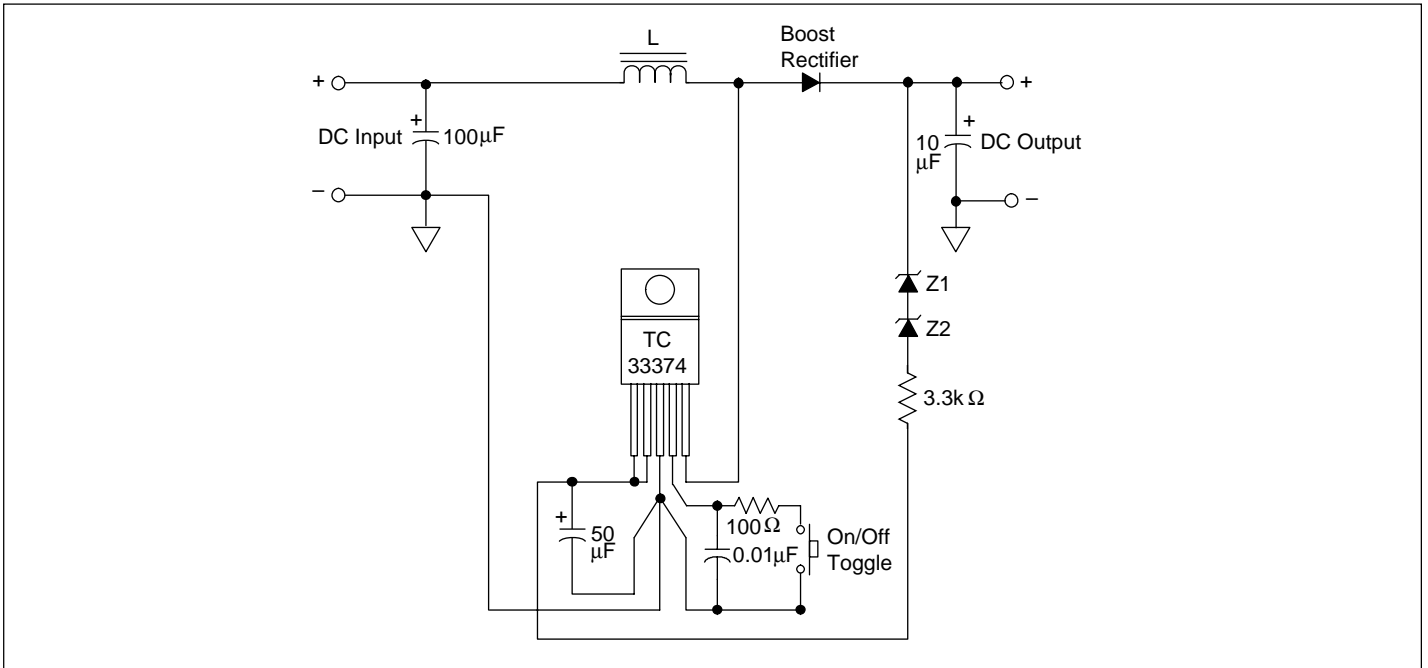 L
Boost
Rectifier
+
+
+
100µF
DC Input
+
10
µF
DC Output
−
−
Z1
Z2
TC
33374
3.3k Ω
+
50
µF
100Ω
0.01µF
On/Off
Toggle